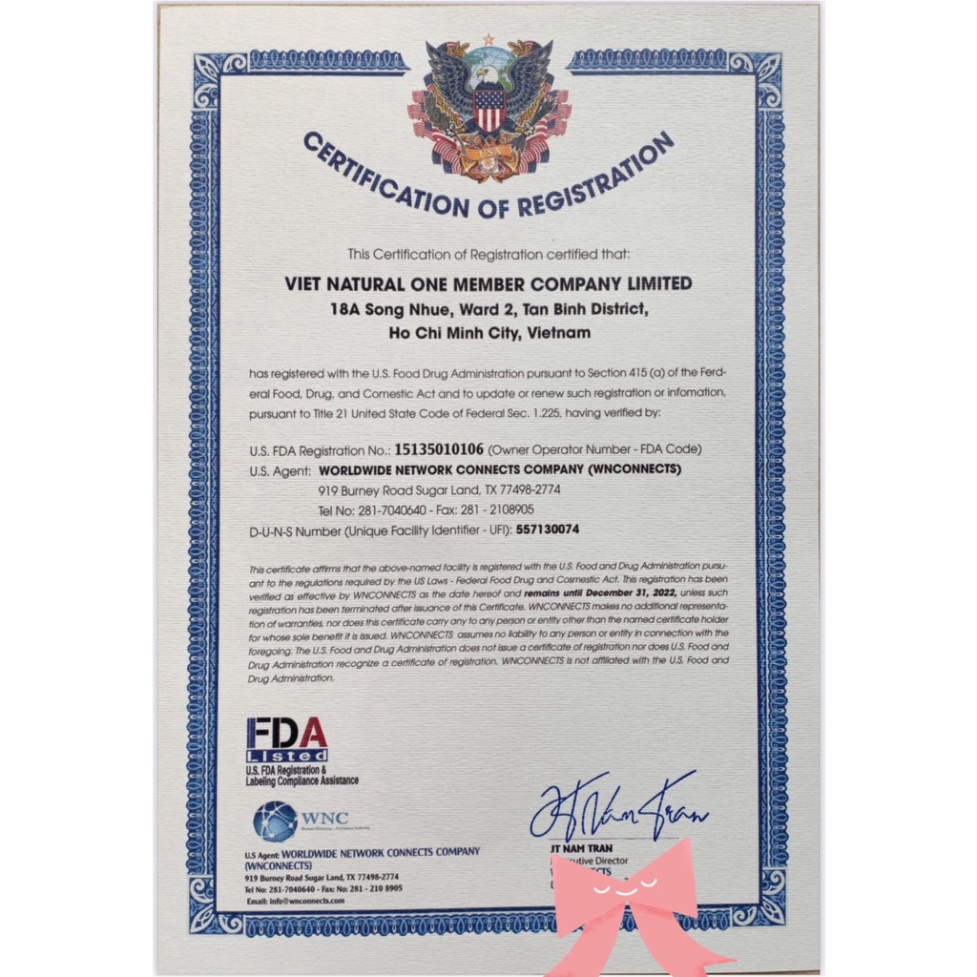 USA
CERTIFICATION OF REGISTRATION
This Certification of Registration certified that:
VIET NATURAL ONE MEMBER COMPANY LIMITED
18A Song Nhue, Ward 2, Tan Binh District,
Ho Chi Minh City, Vietnam
has registered with the U.S. Food Drug Administration pursuant to Section 415 (a) of the Ferd-
eral Food, Drug, and Comestic Act and to update or renew such registration or infomation,
pursuant to Title 21 United State Code of Federal Sec. 1.225, having verified by:
U.S. FDA Registration No.: 15135010106 (Owner Operator Number - FDA Code)
U.S. Agent: WORLDWIDE NETWORK CONNECTS COMPANY (WNCONNECTS)
919 Burney Road Sugar Land, TX 77498-2774
Tel No: 281-7040640 - Fax: 281 - 2108905
D-U-N-S Number (Unique Facility Identifier - UFI): 557130074
This certificate affirms that the above-named facility is registered with the U.S. Food and Drug Administration pursu-
ant to the regulations required by the US Laws - Federal Food Drug and Cosmestic Act. This registration has been
verified as effective by WNCONNECTS as the date hereof and remains until December 31, 2022, unless such
registration has been terminated after issuance of this Certificate. WNCONNECTS makes no additional representa-
tion of warranties, nor does this certificate carry any to any person or entity other than the named certificate holder
for whose sole benefit it is issued. WNCONNECTS assumes no liability to any person or entity in connection with the
foregoing. The U.S. Food and Drug Administration does not issue a certificate of registration nor does U.S. Food and
Drug Administration recognize a certificate of registration. WNCONNECTS is not affilated with the U.S. Food and
Drug Administration.
FDA
Listed
U.S. FDA Registration &
Labeling Compliance Assistance
WNC
U.S Agent: WORLDWIDE NETWORK CONNECTS COMPANY
(WNCONNECTS)
919 Burney Road Sugar Land, TX 77498-2774
Tel No: 281-7040640 - Fax: No: 281 - 210 8905
Email: info@wnconnects.com
JT Nam Tran
JT NAM TRAN
Director